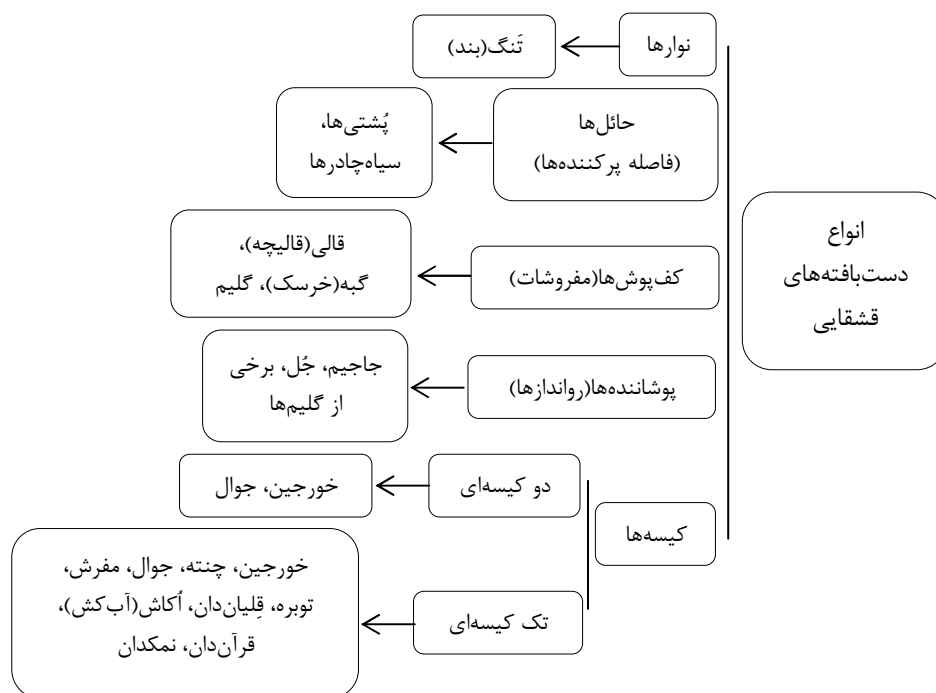 انواع
دست‌بافته‌های
قشقایی
نوارها
تَنگ(بند)
حائل‌ها
(فاصله پرکننده‌ها)
پُشتی‌ها،
سیاه‌چادرها
کف‌پوش‌ها(مفروشات)
قالی(قالیچه)،
گبه(خرسک)، گلیم
پوشاننده‌ها(رواندازها)
جاجیم، جُل، برخی
از گلیم‌ها
کیسه‌ها
دو کیسه‌ای
خورجین، جوال
تک کیسه‌ای
خورجین، چنته، جوال، مفرش،
توبره، قِلیان‌دان، اُکاش(آب‌کش)،
قرآن‌دان، نمکدان